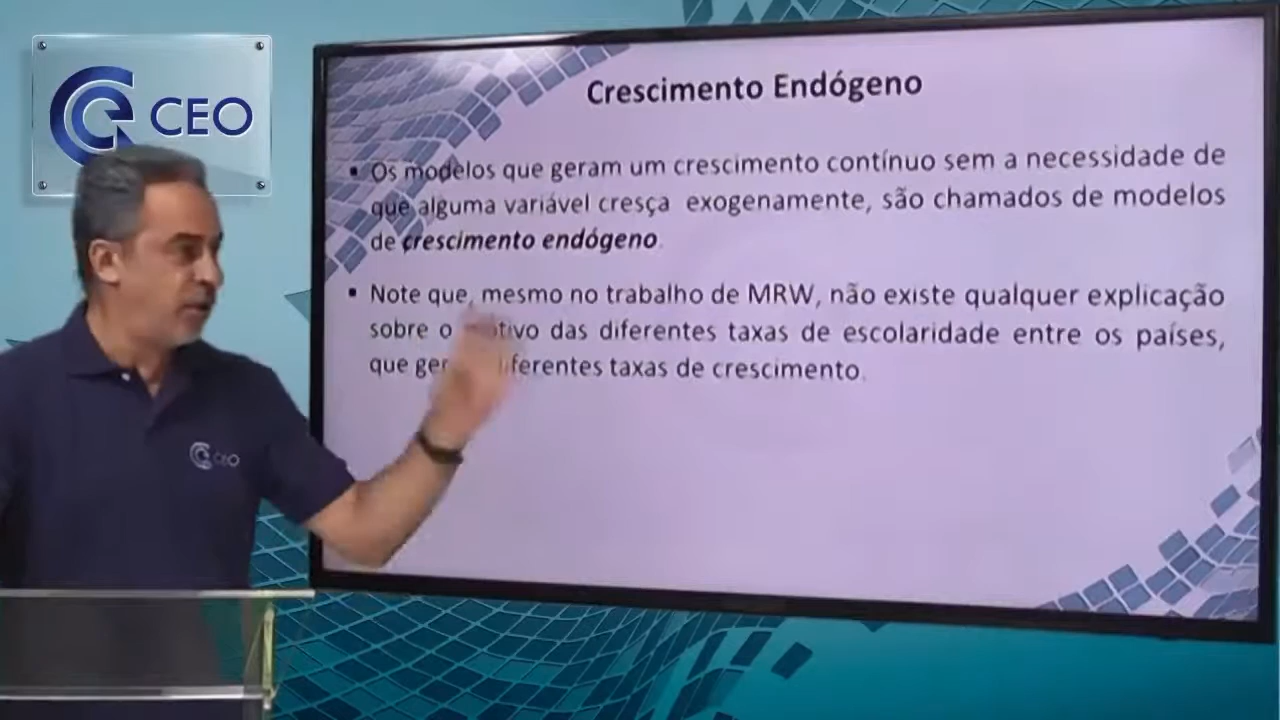 CEO
Crescimento Endógeno
▪ Os modelos que geram um crescimento contínuo sem a necessidade de
que alguma variável cresça exogenamente, são chamados de modelos
de crescimento endógeno.
▪ Note que, mesmo no trabalho de MRW, não existe qualquer explicação
sobre o das diferentes taxas de escolaridade entre os países,
que taxas de crescimento.
CEO